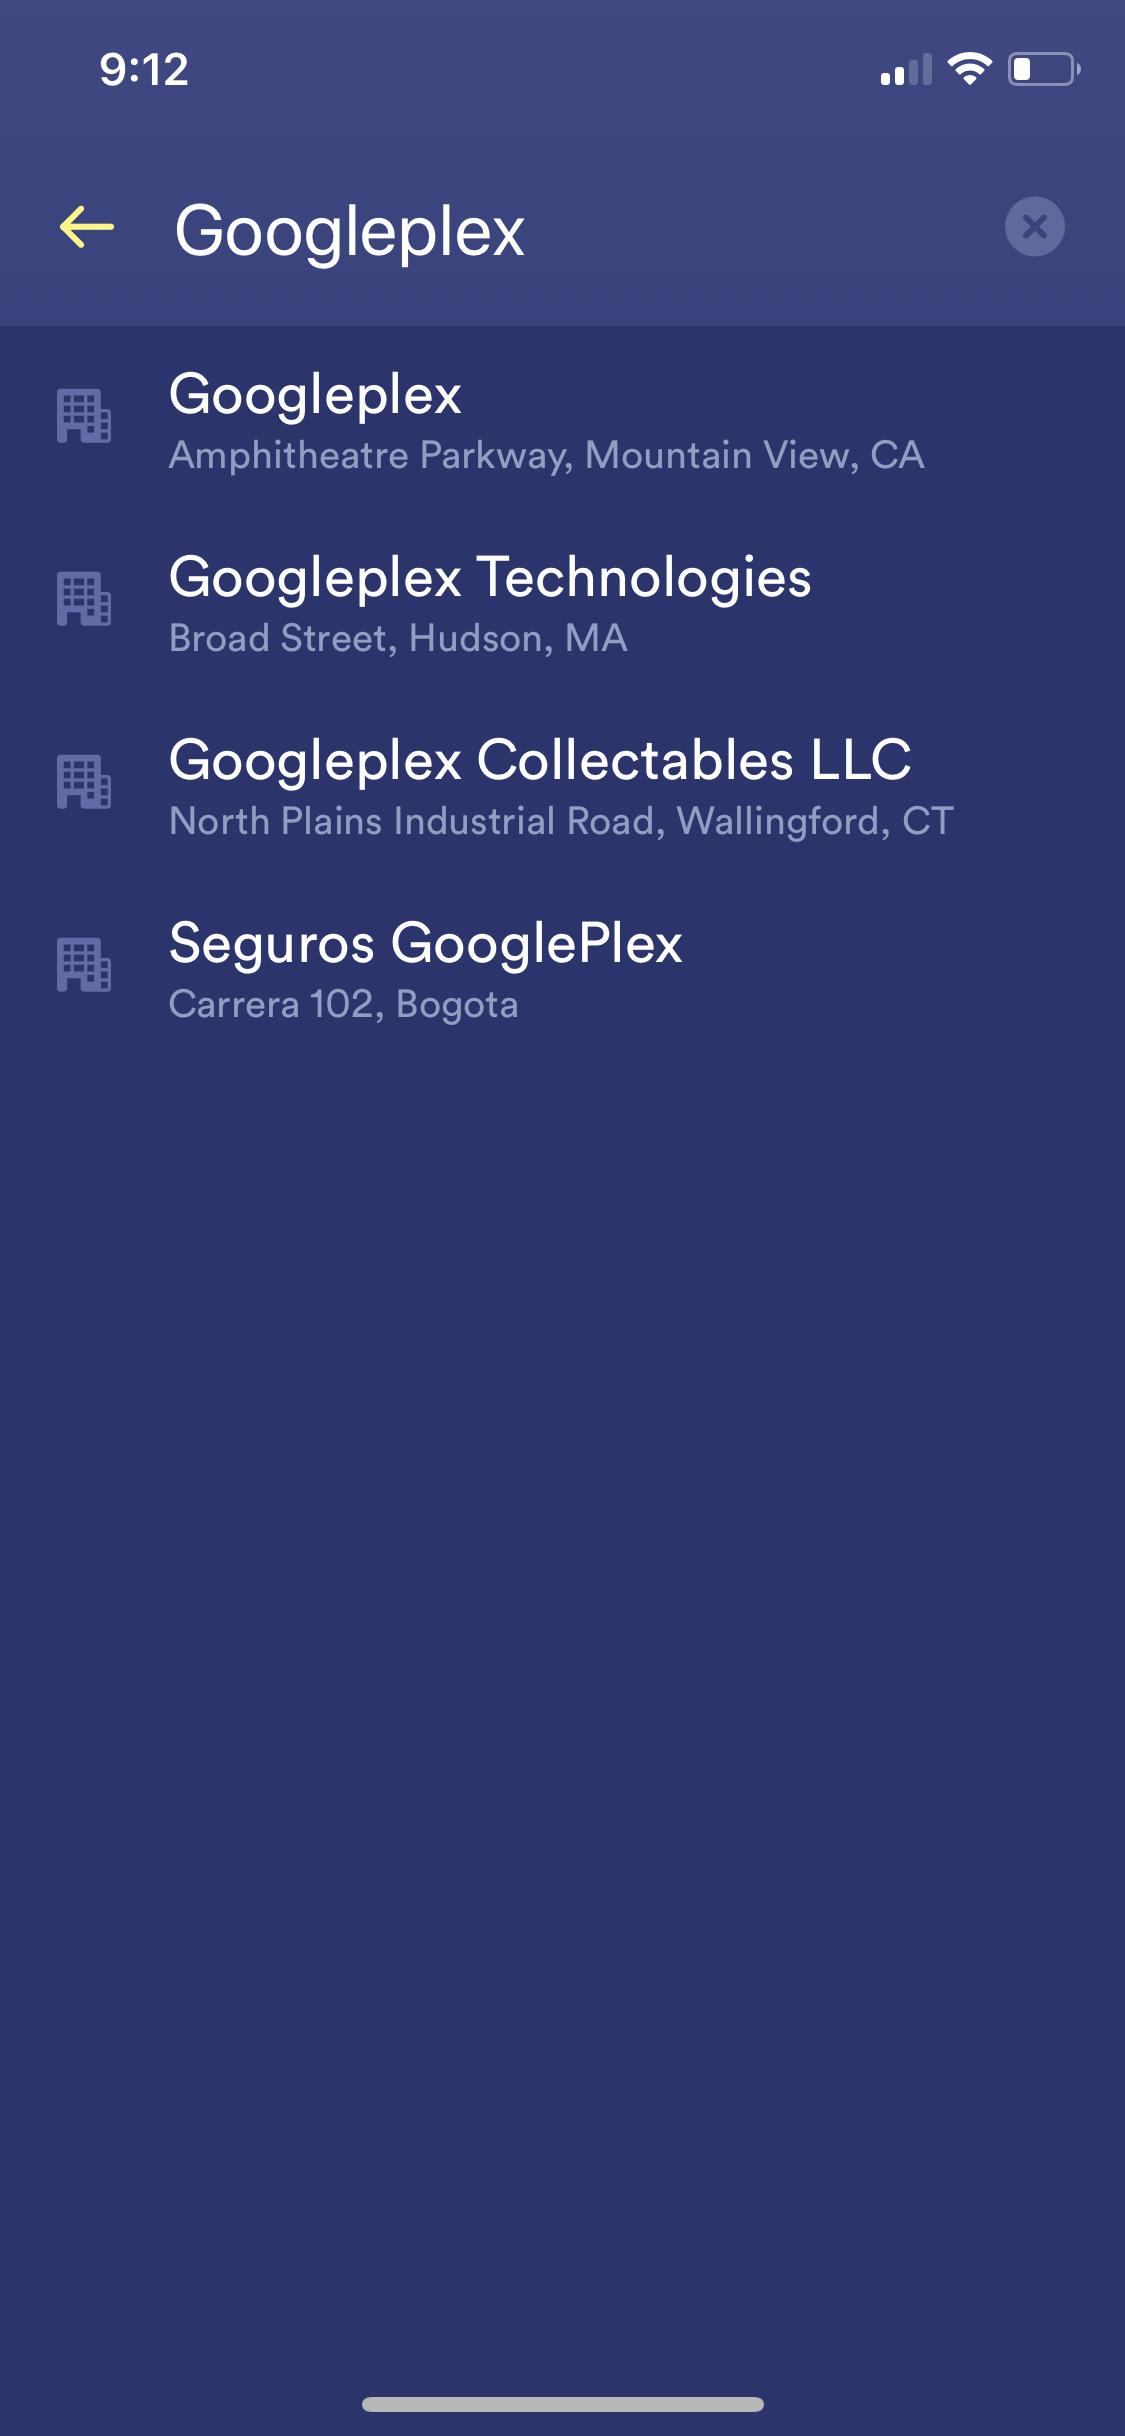 9:12
Googleplex
Googleplex
Amphitheatre Parkway, Mountain View, CA
Googleplex Technologies
Broad Street, Hudson, MA
Googleplex Collectables LLC
North Plains Industrial Road, Wallingford, CT
Seguros GooglePlex
Carrera 102, Bogota